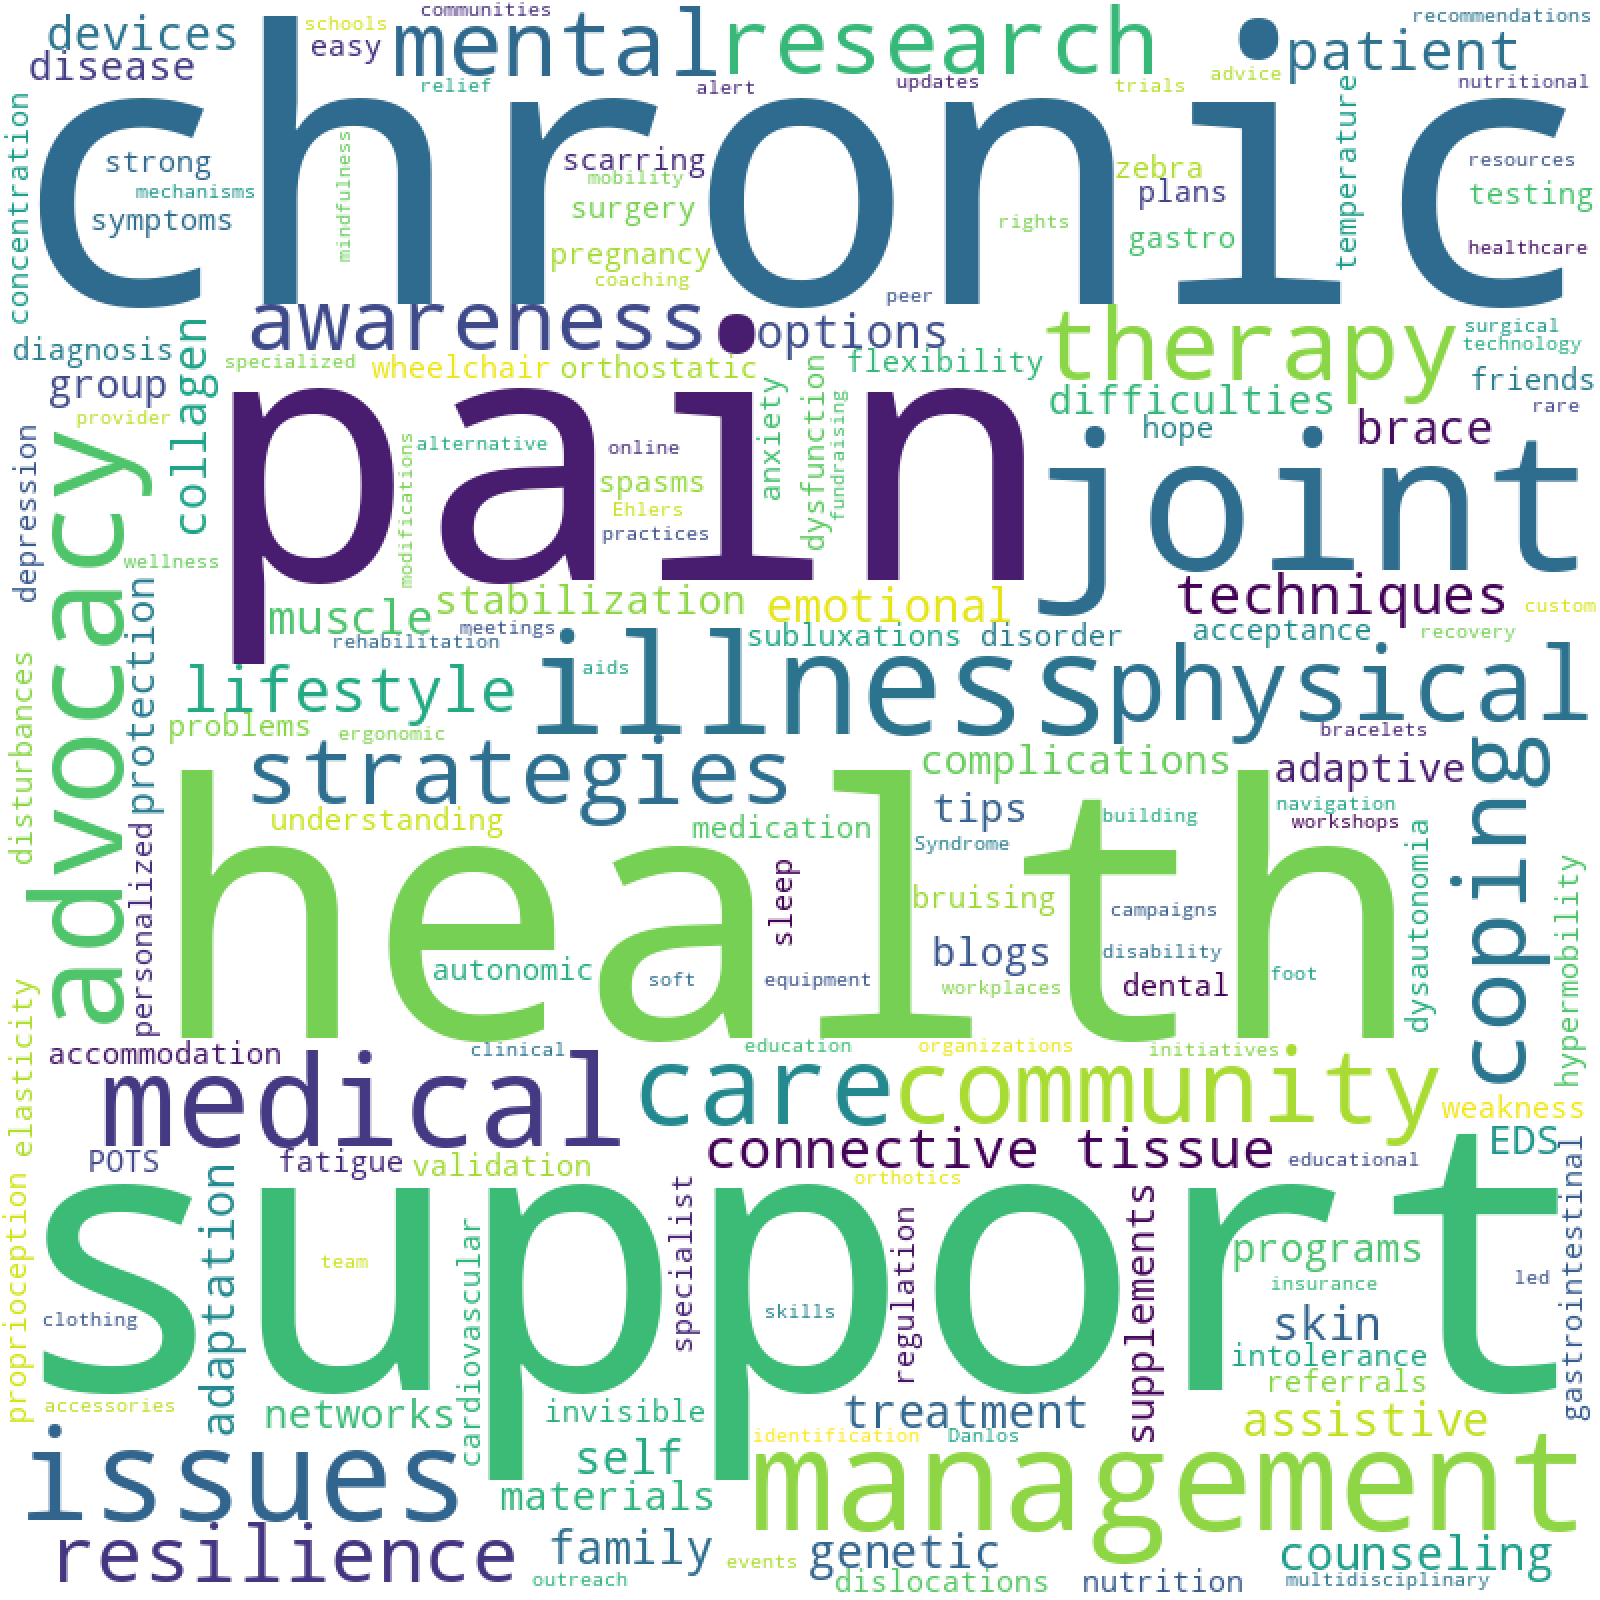 communities
schools
recommendations
devices
easy
mental
research
patient
disease
relief
alert
updates
trials
advice
nutritional
chronic
concentration
temperature
strong
mechanisms
symptoms
mindfulness
scarring
mobility
surgery
pregnancy
coaching
rights
zebra
plans
gastro
resources
testing
healthcare
peer
awareness
options
therapy
surgical
technology
diagnosis
collagen
specialized
wheelchair
orthostatic
flexibility
group
friends
difficulties
rare
provider
hope
brace
pain
joint
advocacy
depression
alternative
modifications
online
spasms
Ehlers
practices
anxiety
dysfunction
fundraising
wellness
techniques
custom
muscle
stabilization
emotional
meetings
rehabilitation
subluxations
disorder
acceptance
recovery
protection
disturbances
lifestyle
aids
illness
physical
problems
ergonomic
bracelets
strategies
complications
adaptive
coping
understanding
medication
tips
building
navigation
workshops
Syndrome
health
personalized
sleep
bruising
campaigns
dysautonomia
hypermobility
blogs
disability
autonomic
soft
equipment
workplaces
dental
foot
elasticity
accommodation
clinical
education
organizations
initiatives
medical
care
community
weakness
POTS
fatigue
validation
connective tissue
educational
EDS
orthotics
support
proprioception
adaptation
cardiovascular
specialist
regulation
supplements
gastrointestinal
programs
team
insurance
led
clothing
skills
skin
intolerance
referrals
accessories
networks
invisible
treatment
assistive
identification
Danlos
issues
self
management
materials
resilience
family
events
genetic
counseling
outreach
dislocations
nutrition
multidisciplinary